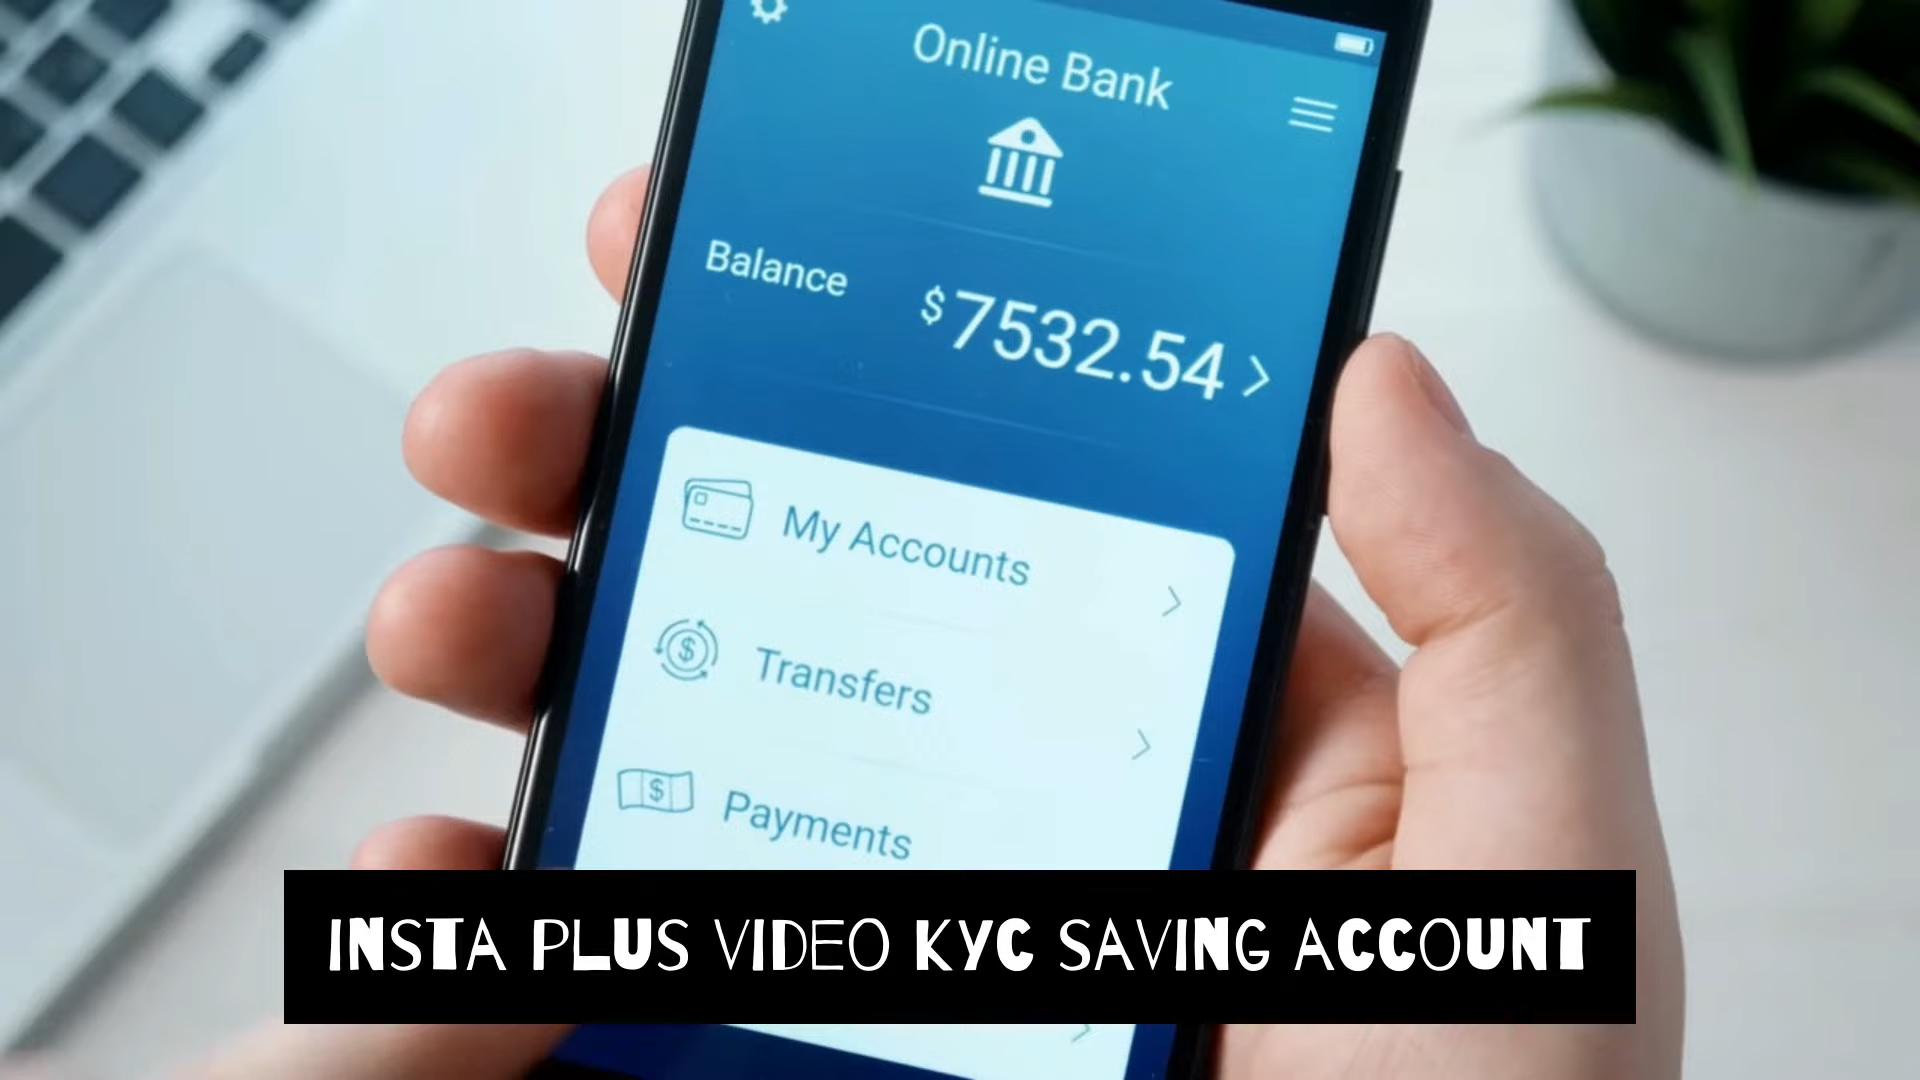 Online Bank
Balance $7532.54
My Accounts
Transfers
Payments
INSTA PLUS VIDEO KYC SAVING ACCOUNT